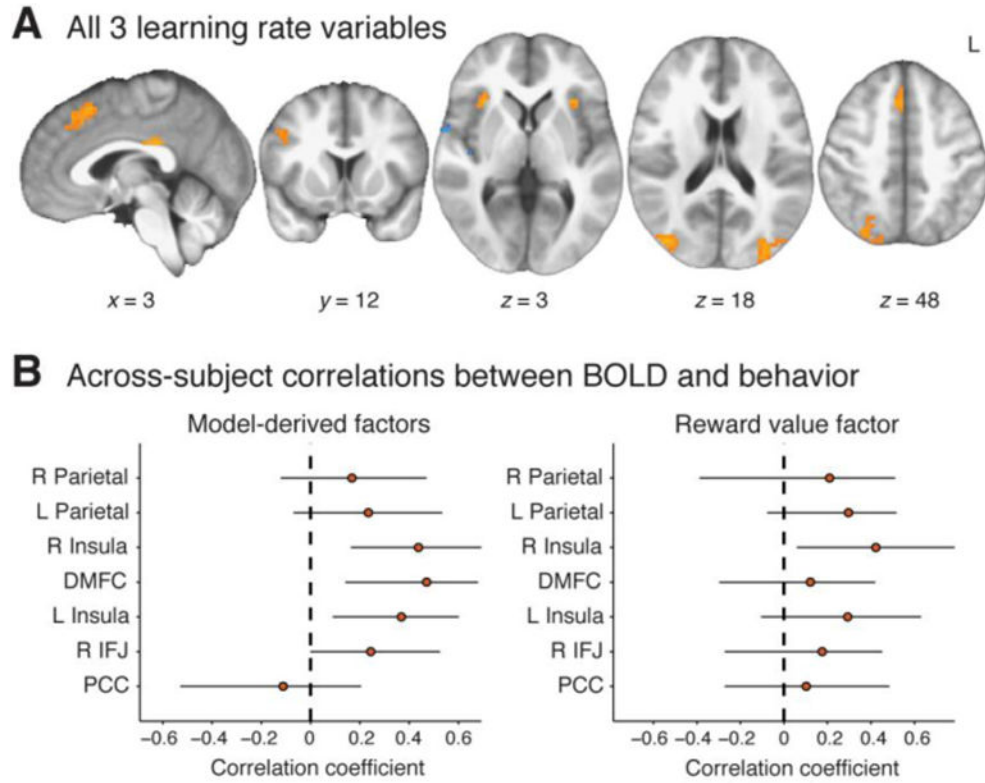 A All 3 learning rate variables
L
x = 3
y = 12
z = 3
z = 18
z = 48
B Across-subject correlations between BOLD and behavior
Model-derived factors
R Parietal
L Parietal
R Insula
DMFC
L Insula
R IFJ
PCC
−0.6 −0.4 −0.2 0 0.2 0.4 0.6
Correlation coefficient
Reward value factor
R Parietal
L Parietal
R Insula
DMFC
L Insula
R IFJ
PCC
−0.6 −0.4 −0.2 0 0.2 0.4 0.6
Correlation coefficient